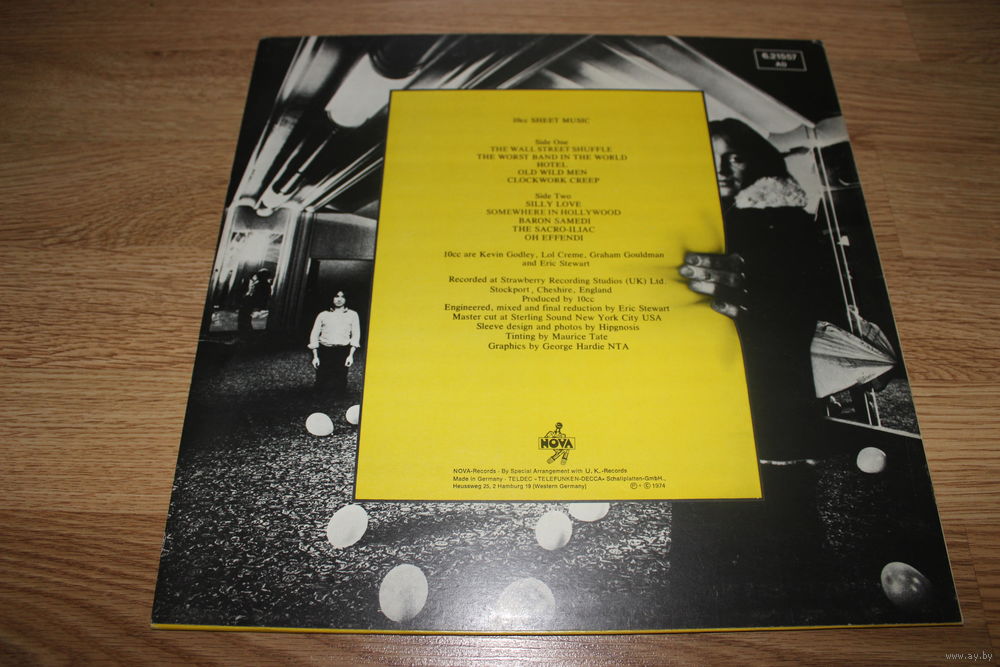 6.21557
AO
10cc SHEET MUSIC
Side One
THE WALL STREET SHUFFLE
THE WORST BAND IN THE WORLD
HOTEL
OLD WILD MEN
CLOCKWORK CREEP
Side Two
SILLY LOVE
SOMEWHERE IN HOLLYWOOD
BARON SAMEDI
THE SACRO-ILIAC
OH EFFENDI
10cc are Kevin Godley, Lol Creme, Graham Gouldman
and Eric Stewart
Recorded at Strawberry Recording Studios (UK) Ltd.
Stockport, Cheshire, England
Produced by 10cc
Engineered, mixed and final reduction by Eric Stewart
Master cut at Sterling Sound New York City USA
Sleeve design and photos by Hipgnosis
Tinting by Maurice Tate
Graphics by George Hardie NTA
NOVA
NOVA-Records · By Special Arrangement with U. K.-Records
Made in Germany · TELDEC »TELEFUNKEN-DECCA« Schallplatten-GmbH.,
Heussweg 25, 2 Hamburg 19 (Western Germany) ℗ + © 1974
www.ay.by